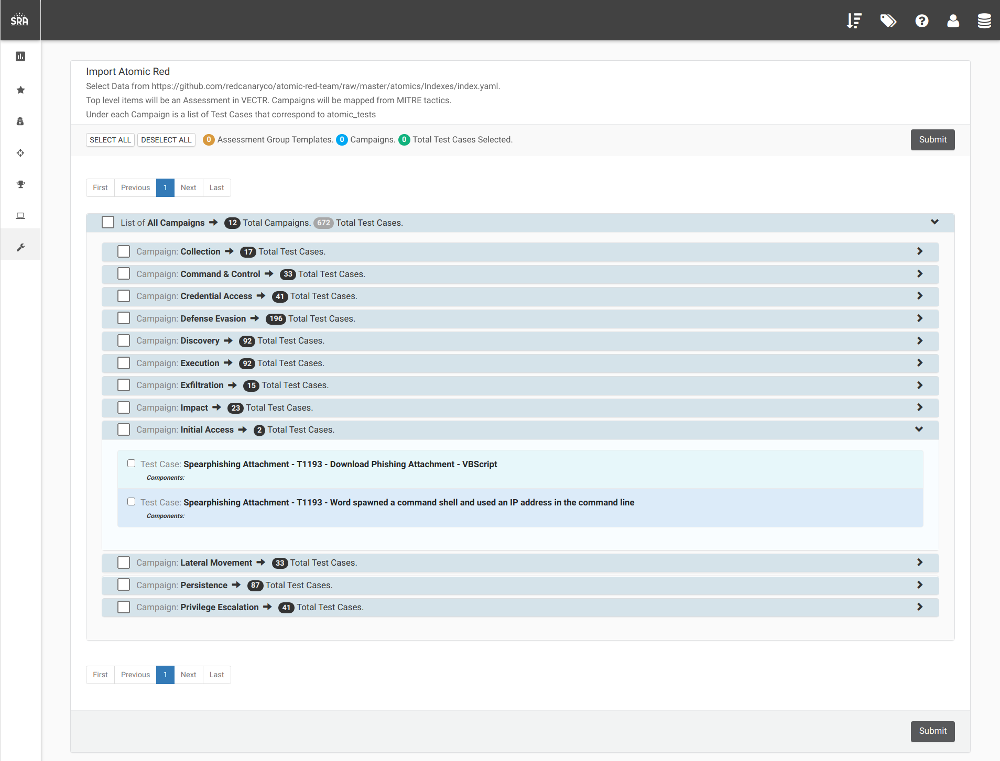 SRA
Import Atomic Red
Select Data from https://github.com/redcanaryco/atomic-red-team/raw/master/atomics/Indexes/index.yaml.
Top level items will be an Assessment in VECTR. Campaigns will be mapped from MITRE tactics.
Under each Campaign is a list of Test Cases that correspond to atomic_tests
SELECT ALL DESELECT ALL 0 Assessment Group Templates. 0 Campaigns. 0 Total Test Cases Selected. Submit
First Previous 1 Next Last
List of All Campaigns 12 Total Campaigns. 672 Total Test Cases.
Campaign: Collection 17 Total Test Cases.
Campaign: Command & Control 33 Total Test Cases.
Campaign: Credential Access 41 Total Test Cases.
Campaign: Defense Evasion 196 Total Test Cases.
Campaign: Discovery 92 Total Test Cases.
Campaign: Execution 92 Total Test Cases.
Campaign: Exfiltration 15 Total Test Cases.
Campaign: Impact 23 Total Test Cases.
Campaign: Initial Access 2 Total Test Cases.
Test Case: Spearphishing Attachment - T1193 - Download Phishing Attachment - VBScript
Components:
Test Case: Spearphishing Attachment - T1193 - Word spawned a command shell and used an IP address in the command line
Components:
Campaign: Lateral Movement 33 Total Test Cases.
Campaign: Persistence 87 Total Test Cases.
Campaign: Privilege Escalation 41 Total Test Cases.
First Previous 1 Next Last
Submit